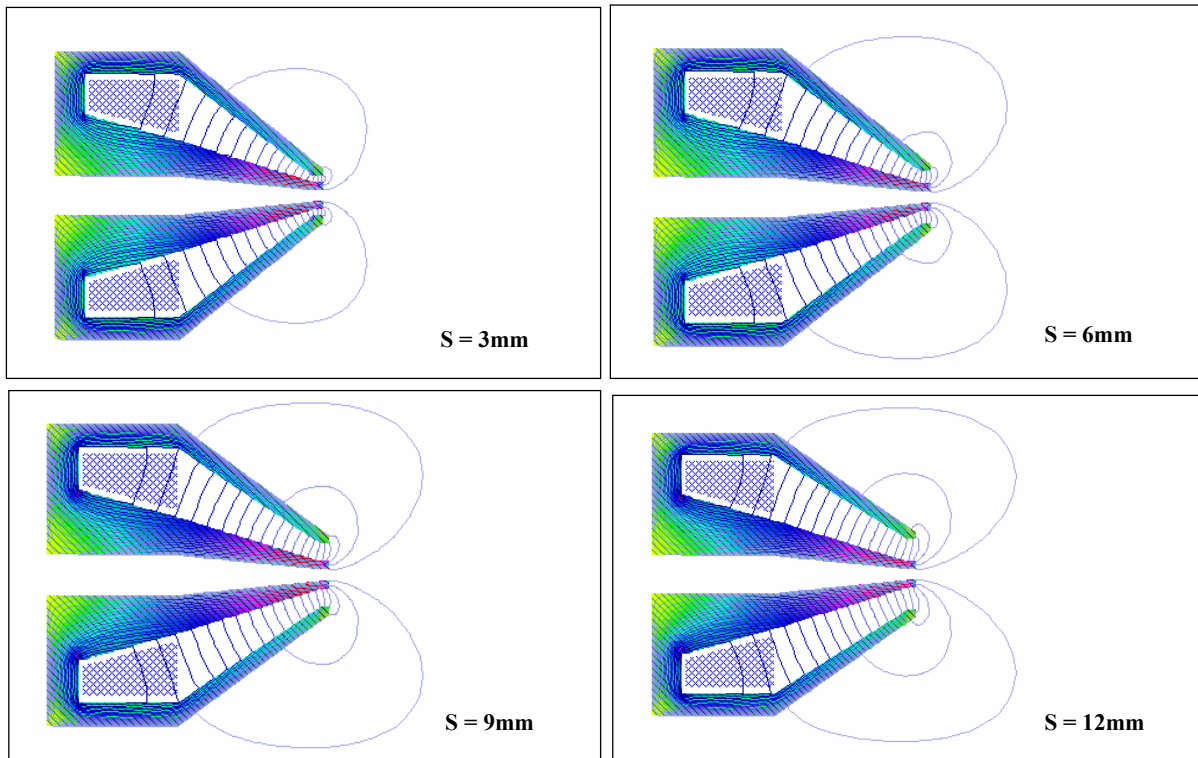 S = 3mm
S = 6mm
S = 9mm
S = 12mm